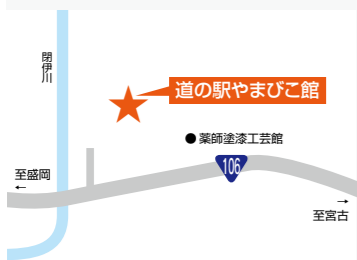 閉伊川
道の駅やまびこ館
薬師塗漆工芸館
106
至盛岡
←
→
至宮古